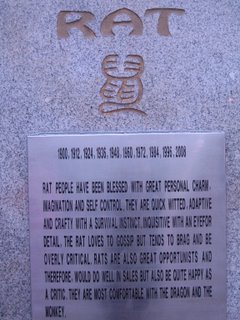 RAT
1900, 1912, 1924, 1936, 1948, 1960, 1972, 1984, 1996, 2008
RAT PEOPLE HAVE BEEN BLESSED WITH GREAT PERSONAL CHARM,
IMAGINATION AND SELF CONTROL. THEY ARE QUICK WITTED, ADAPTIVE
AND CRAFTY WITH A SURVIVAL INSTINCT. INQUISITIVE WITH AN EYEFOR
DETAIL. THE RAT LOVES TO GOSSIP BUT TENDS TO BRAG AND BE
OVERLY CRITICAL. RATS ARE ALSO GREAT OPPORTUNISTS AND
THEREFORE WOULD DO WELL IN SALES BUT ALSO BE QUITE HAPPY AS
A CRITIC. THEY ARE MOST COMFORTABLE WITH THE DRAGON AND THE
MONKEY.